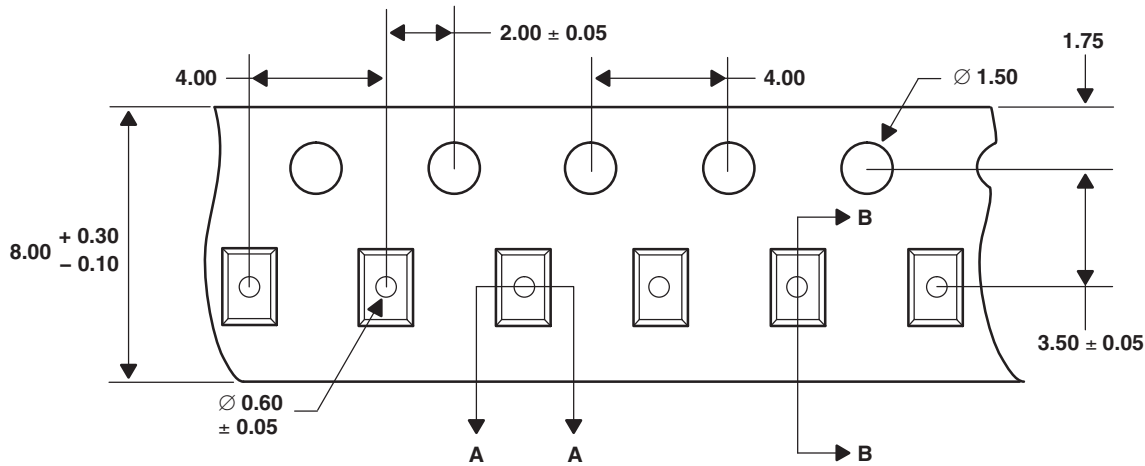 2.00 ± 0.05
1.75
4.00
4.00
∅ 1.50
B
8.00 + 0.30
– 0.10
3.50 ± 0.05
∅ 0.60
± 0.05
A
A
B